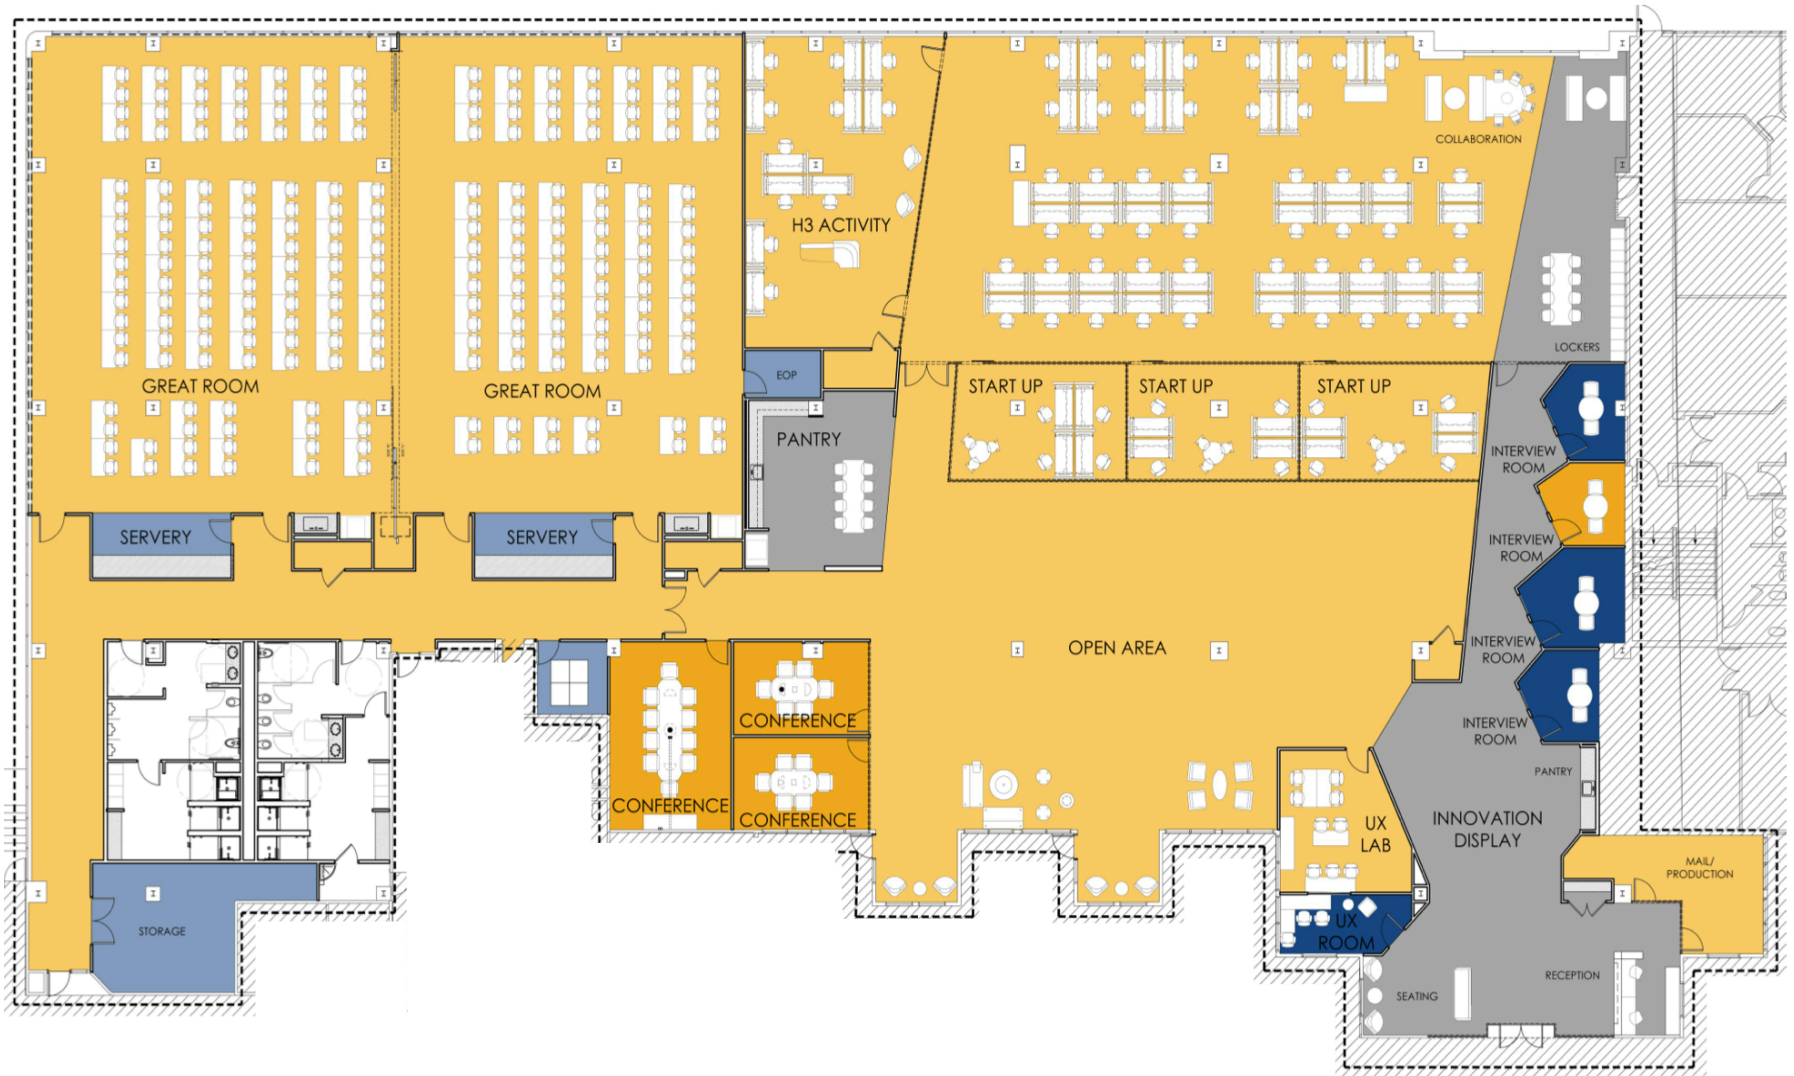 COLLABORATION
H3 ACTIVITY
LOCKERS
GREAT ROOM
GREAT ROOM
EOP
START UP
START UP
START UP
PANTRY
INTERVIEW
ROOM
SERVERY
SERVERY
INTERVIEW
ROOM
OPEN AREA
INTERVIEW
ROOM
CONFERENCE
INTERVIEW
ROOM
PANTRY
CONFERENCE
CONFERENCE
UX
LAB
INNOVATION
DISPLAY
MAIL/
PRODUCTION
STORAGE
UX
ROOM
RECEPTION
SEATING